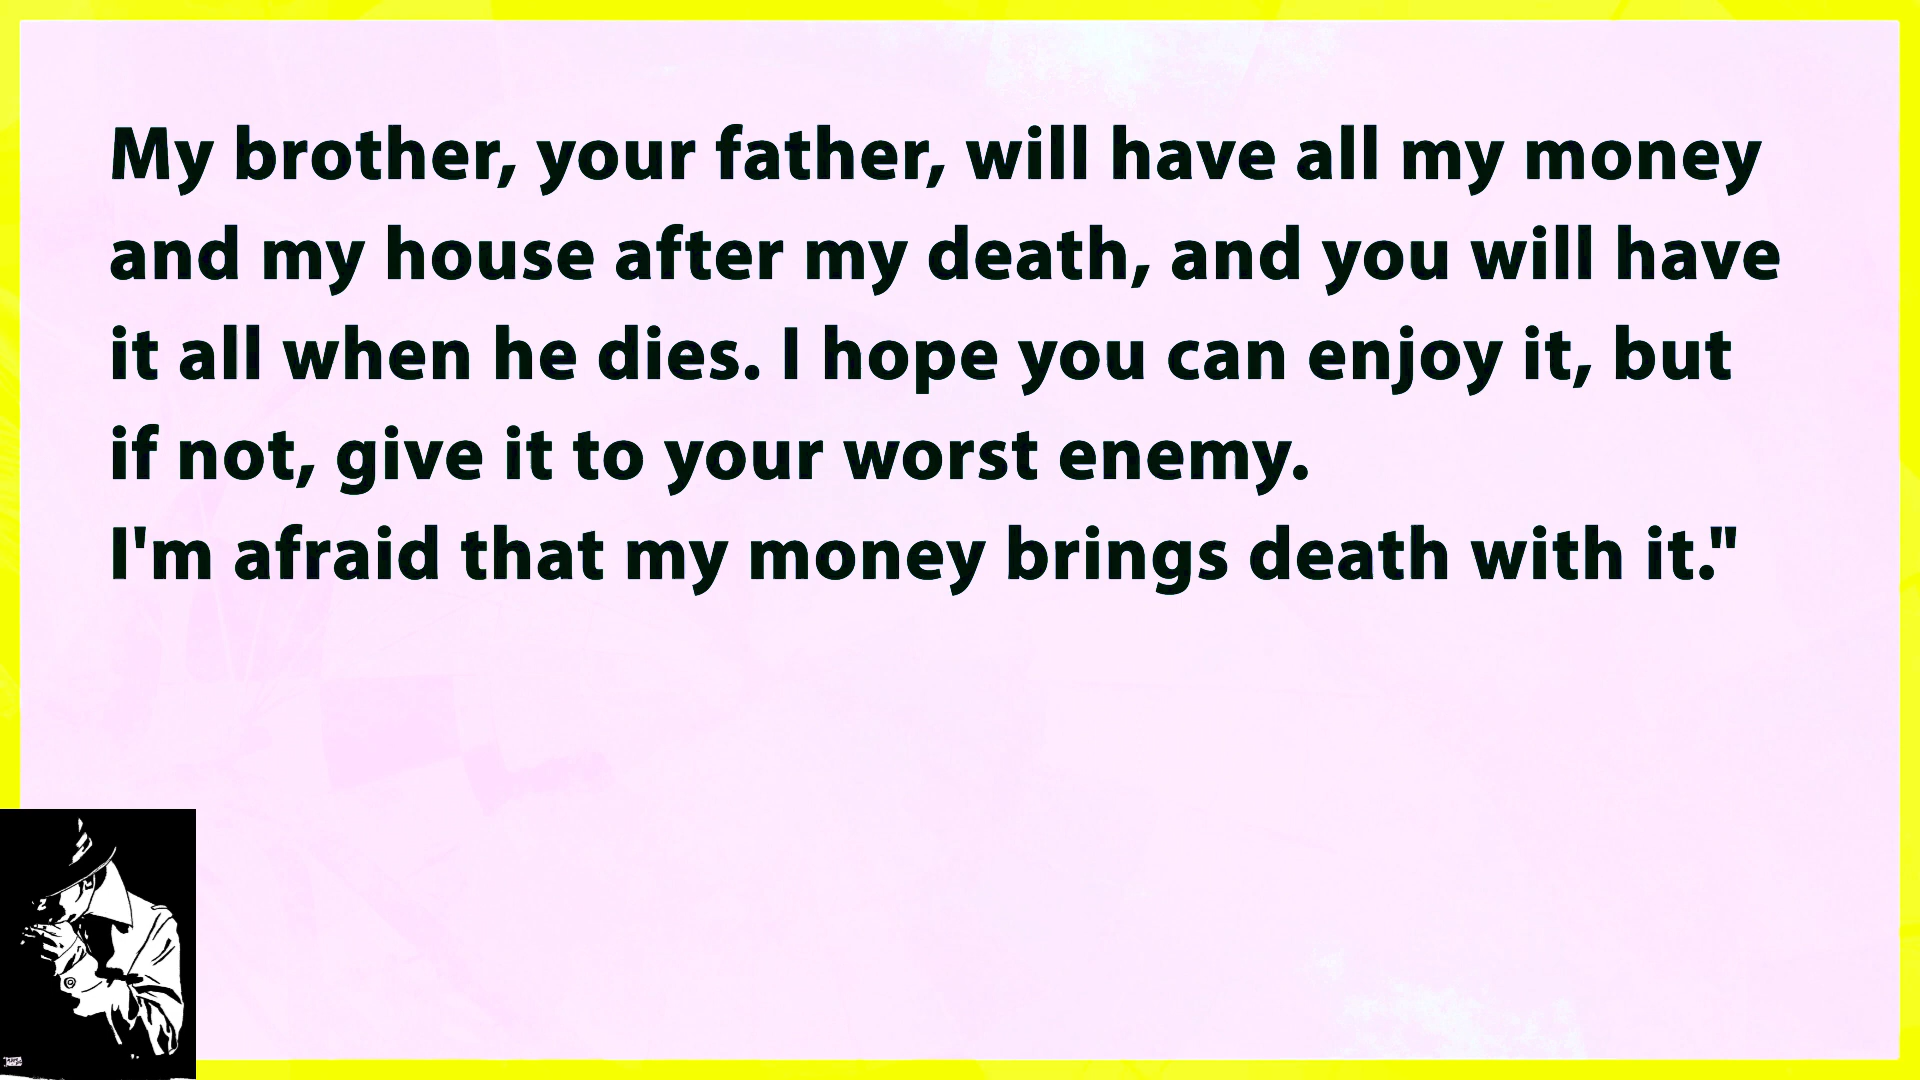 My brother, your father, will have all my money
and my house after my death, and you will have
it all when he dies. I hope you can enjoy it, but
if not, give it to your worst enemy.
I'm afraid that my money brings death with it."